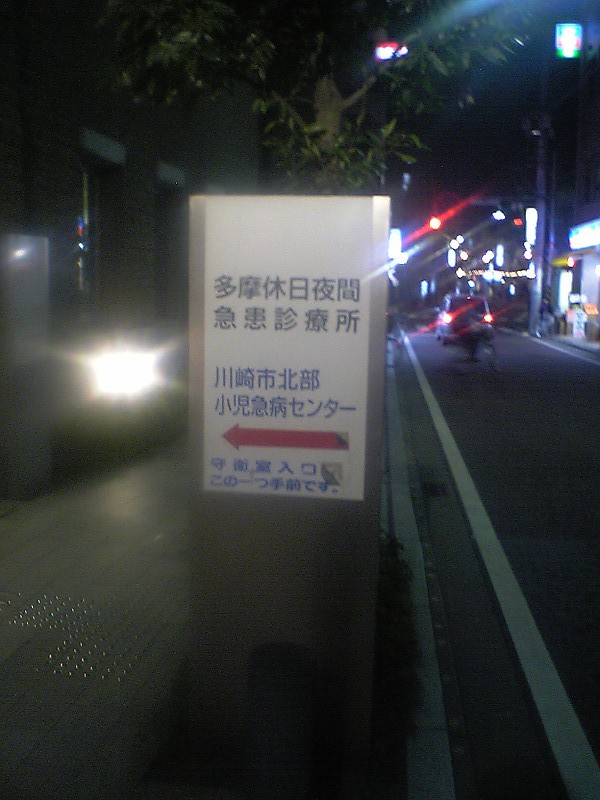 多摩休日夜間
急患診療所
川崎市北部
小児急病センター
守衛室入口
この一つ手前です。